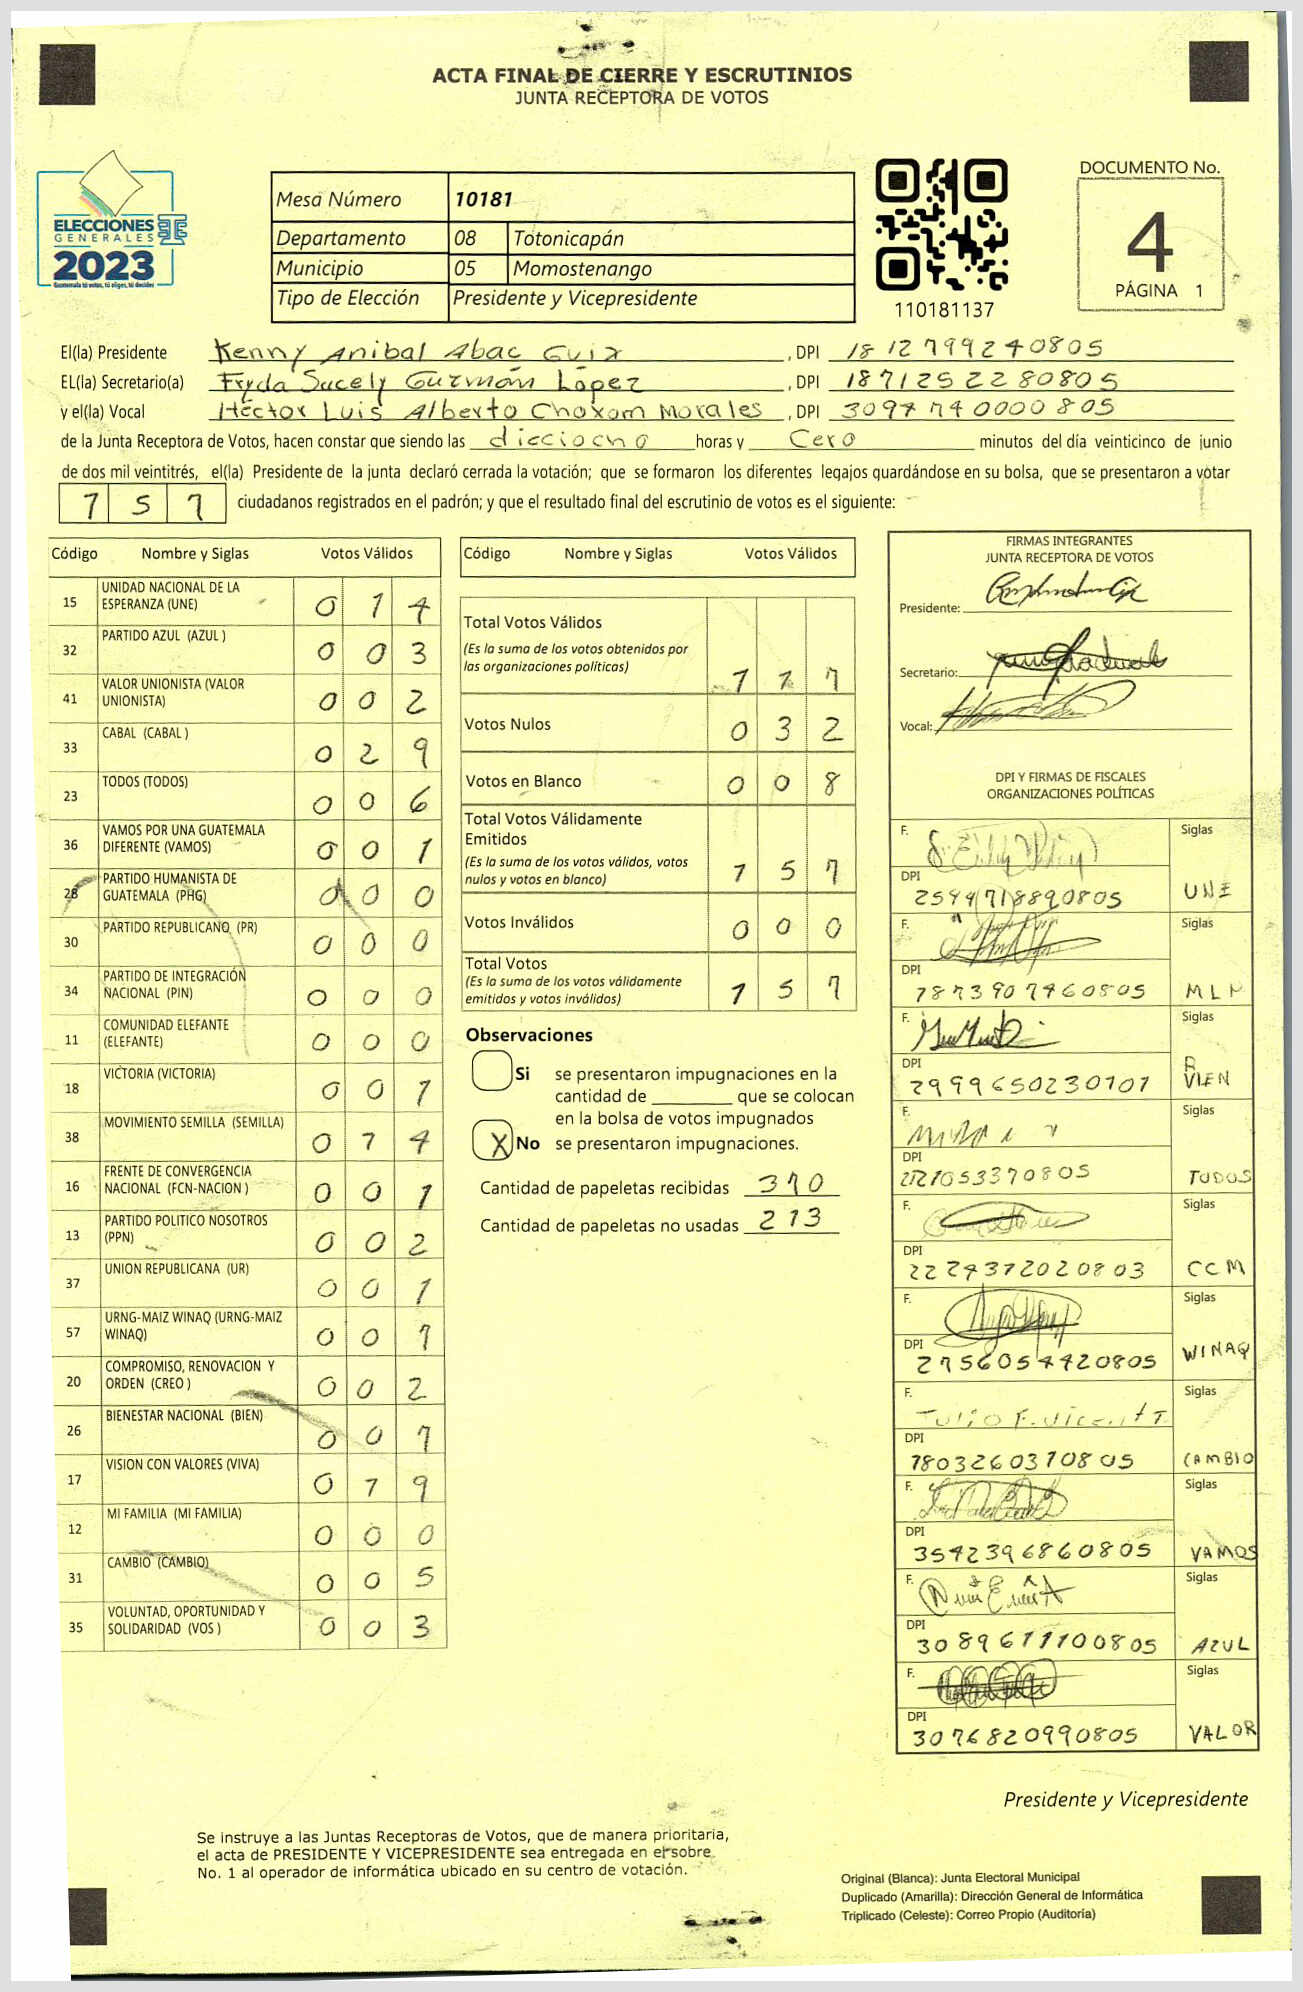 ACTA FINAL DE CIERRE Y ESCRUTINIOS
JUNTA RECEPTORA DE VOTOS
ELECCIONES
GENERALES
2023
Guatemala tú votas, tú eliges, tú decides
Mesa Número 10181
Departamento 08 Totonicapán
Municipio 05 Momostenango
Tipo de Elección Presidente y Vicepresidente
110181137
DOCUMENTO No.
4
PÁGINA 1
El(la) Presidente Kenny Anibal Abac Guix, DPI 1812799240805
EL(la) Secretario(a) Fryda Sucely Guzmán López, DPI 1871252280805
y el(la) Vocal Héctor Luis Alberto Choxom Morales, DPI 3097740000805
de la Junta Receptora de Votos, hacen constar que siendo las dieciocho horas y Cero minutos del día veinticinco de junio
de dos mil veintitrés, el(la) Presidente de la junta declaró cerrada la votación; que se formaron los diferentes legajos guardándose en su bolsa, que se presentaron a votar
1 5 7 ciudadanos registrados en el padrón; y que el resultado final del escrutinio de votos es el siguiente:
Código Nombre y Siglas Votos Válidos
15 UNIDAD NACIONAL DE LA ESPERANZA (UNE) 0 1 4
32 PARTIDO AZUL (AZUL ) 0 0 3
41 VALOR UNIONISTA (VALOR UNIONISTA) 0 0 2
33 CABAL (CABAL ) 0 2 9
23 TODOS (TODOS) 0 0 6
36 VAMOS POR UNA GUATEMALA DIFERENTE (VAMOS) 0 0 1
28 PARTIDO HUMANISTA DE GUATEMALA (PHG) 0 0 0
30 PARTIDO REPUBLICANO (PR) 0 0 0
34 PARTIDO DE INTEGRACIÓN NACIONAL (PIN) 0 0 0
11 COMUNIDAD ELEFANTE (ELEFANTE) 0 0 0
18 VICTORIA (VICTORIA) 0 0 1
38 MOVIMIENTO SEMILLA (SEMILLA) 0 1 4
16 FRENTE DE CONVERGENCIA NACIONAL (FCN-NACION ) 0 0 1
13 PARTIDO POLITICO NOSOTROS (PPN) 0 0 2
37 UNION REPUBLICANA (UR) 0 0 1
57 URNG-MAIZ WINAQ (URNG-MAIZ WINAQ) 0 0 7
20 COMPROMISO, RENOVACION Y ORDEN (CREO ) 0 0 2
26 BIENESTAR NACIONAL (BIEN) 0 0 7
17 VISION CON VALORES (VIVA) 0 1 9
12 MI FAMILIA (MI FAMILIA) 0 0 0
31 CAMBIO (CAMBIO) 0 0 5
35 VOLUNTAD, OPORTUNIDAD Y SOLIDARIDAD (VOS ) 0 0 3
Código Nombre y Siglas Votos Válidos
Total Votos Válidos
(Es la suma de los votos obtenidos por
las organizaciones políticas) 1 1 7
Votos Nulos 0 3 2
Votos en Blanco 0 0 8
Total Votos Válidamente
Emitidos
(Es la suma de los votos válidos, votos
nulos y votos en blanco) 1 5 7
Votos Inválidos 0 0 0
Total Votos
(Es la suma de los votos válidamente
emitidos y votos inválidos) 1 5 7
Observaciones
Si se presentaron impugnaciones en la
cantidad de ________ que se colocan
en la bolsa de votos impugnados
X No se presentaron impugnaciones.
Cantidad de papeletas recibidas 370
Cantidad de papeletas no usadas 213
FIRMAS INTEGRANTES
JUNTA RECEPTORA DE VOTOS
Presidente:
Secretario:
Vocal:
DPI Y FIRMAS DE FISCALES
ORGANIZACIONES POLÍTICAS
F. Siglas
DPI 2594718890805 UNE
F. Siglas
DPI 1873907460805 MLP
F. Siglas
DPI 2999650230101 BIEN
F. Siglas
DPI TODOS
F. Siglas
DPI 2224372020803 CCM
F. Siglas
DPI 2756054420805 WINAQ
F. Julio F. Vicent T. Siglas
DPI 1803260370805 CAMBIO
F. Siglas
DPI 3542396860805 VAMOS
F. Siglas
DPI 3089611100805 AZUL
F. Siglas
DPI 3076820990805 VALOR
Presidente y Vicepresidente
Se instruye a las Juntas Receptoras de Votos, que de manera prioritaria,
el acta de PRESIDENTE Y VICEPRESIDENTE sea entregada en el sobre
No. 1 al operador de informática ubicado en su centro de votación.
Original (Blanca): Junta Electoral Municipal
Duplicado (Amarilla): Dirección General de Informática
Triplicado (Celeste): Correo Propio (Auditoría)